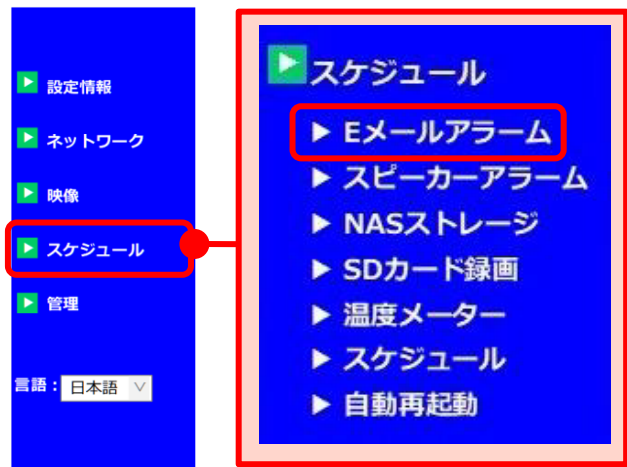 設定情報
ネットワーク
映像
スケジュール
管理
言語：日本語
スケジュール
Eメールアラーム
スピーカーアラーム
NASストレージ
SDカード録画
温度メーター
スケジュール
自動再起動